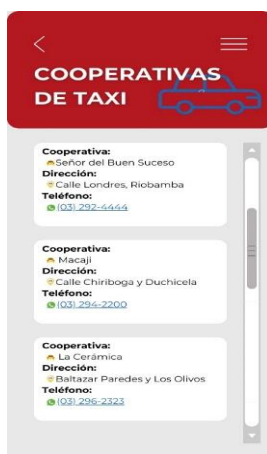 COOPERATIVAS
DE TAXI
Cooperativa:
Señor del Buen Suceso
Dirección:
Calle Londres, Riobamba
Teléfono:
(03) 292-4444
Cooperativa:
Macaji
Dirección:
Calle Chiriboga y Duchicela
Teléfono:
(03) 294-2200
Cooperativa:
La Cerámica
Dirección:
Baltazar Paredes y Los Olivos
Teléfono:
(03) 296-2323